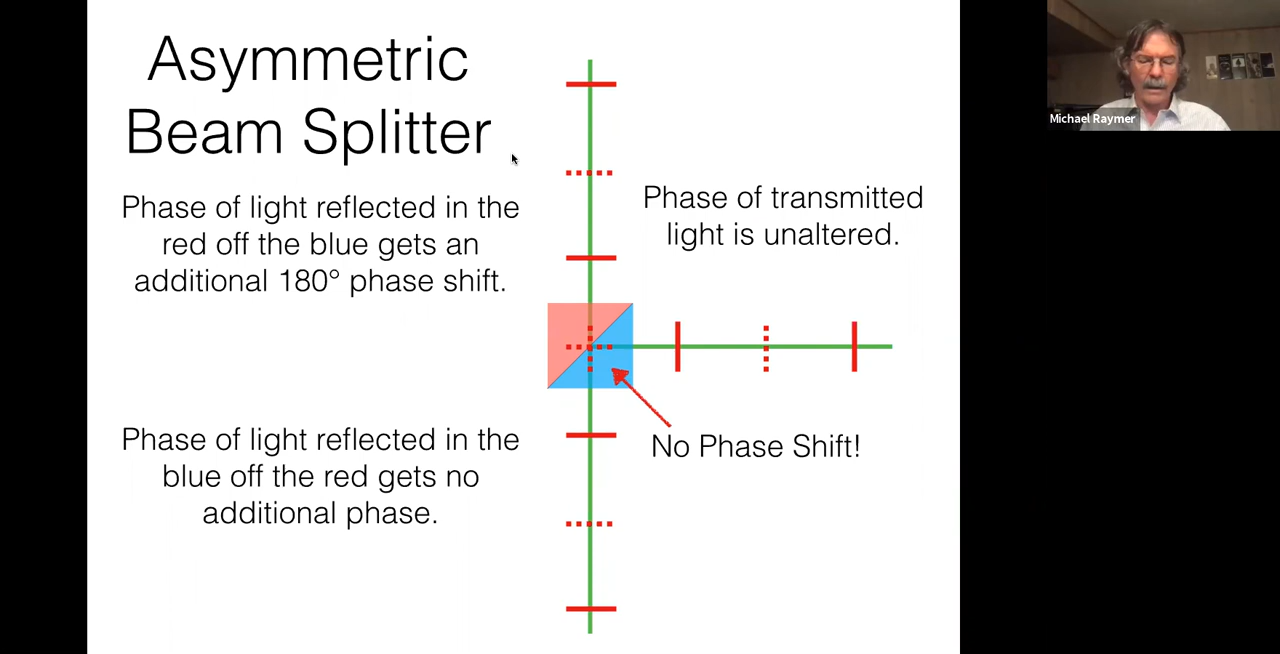 Asymmetric
Beam Splitter
Phase of light reflected in the
red off the blue gets an
additional 180° phase shift.
Phase of transmitted
light is unaltered.
Phase of light reflected in the
blue off the red gets no
additional phase.
No Phase Shift!
Michael Raymer